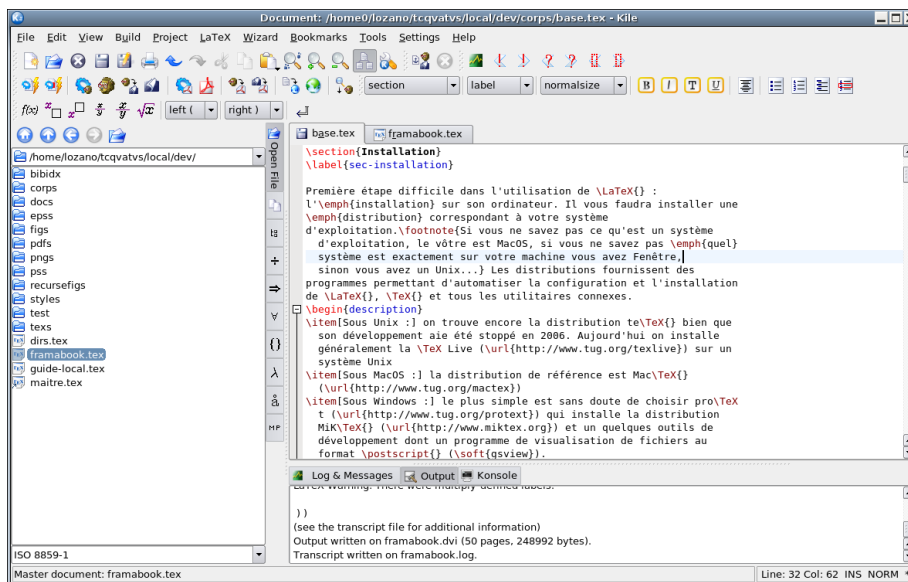 Document: /home0/lozano/tcqvatvs/local/dev/corps/base.tex - Kile
File Edit View Build Project LaTeX Wizard Bookmarks Tools Settings Help
section label normalsize B I T U
f(x) x y √x left ( right )
base.tex framabook.tex
/home/lozano/tcqvatvs/local/dev/
bibidx
corps
docs
epss
figs
pdfs
pngs
pss
recursefigs
styles
test
texs
dirs.tex
framabook.tex
guide-local.tex
maitre.tex
ISO 8859-1
Open File
{}
λ
å
MP
\section{Installation}
\label{sec-installation}
Première étape difficile dans l'utilisation de \LaTeX{} :
l'\emph{installation} sur son ordinateur. Il vous faudra installer une
\emph{distribution} correspondant à votre système
d'exploitation.\footnote{Si vous ne savez pas ce qu'est un système
d'exploitation, le vôtre est MacOS, si vous ne savez pas \emph{quel}
système est exactement sur votre machine vous avez Fenêtre,
sinon vous avez un Unix...} Les distributions fournissent des
programmes permettant d'automatiser la configuration et l'installation
de \LaTeX{}, \TeX{} et tous les utilitaires connexes.
\begin{description}
\item[Sous Unix :] on trouve encore la distribution te\TeX{} bien que
son développement aie été stoppé en 2006. Aujourd'hui on installe
généralement la \TeX Live (\url{http://www.tug.org/texlive}) sur un
système Unix
\item[Sous MacOS :] la distribution de référence est Mac\TeX{}
(\url{http://www.tug.org/mactex})
\item[Sous Windows :] le plus simple est sans doute de choisir pro\TeX
t (\url{http://www.tug.org/protext}) qui installe la distribution
MiK\TeX{} (\url{http://www.miktex.org}) et un quelques outils de
développement dont un programme de visualisation de fichiers au
format \postscript{} (\soft{gsview}).
Log & Messages Output Konsole
LaTeX Warning: There were multiply-defined labels.
))
(see the transcript file for additional information)
Output written on framabook.dvi (50 pages, 248992 bytes).
Transcript written on framabook.log.
Master document: framabook.tex
Line: 32 Col: 62 INS NORM *